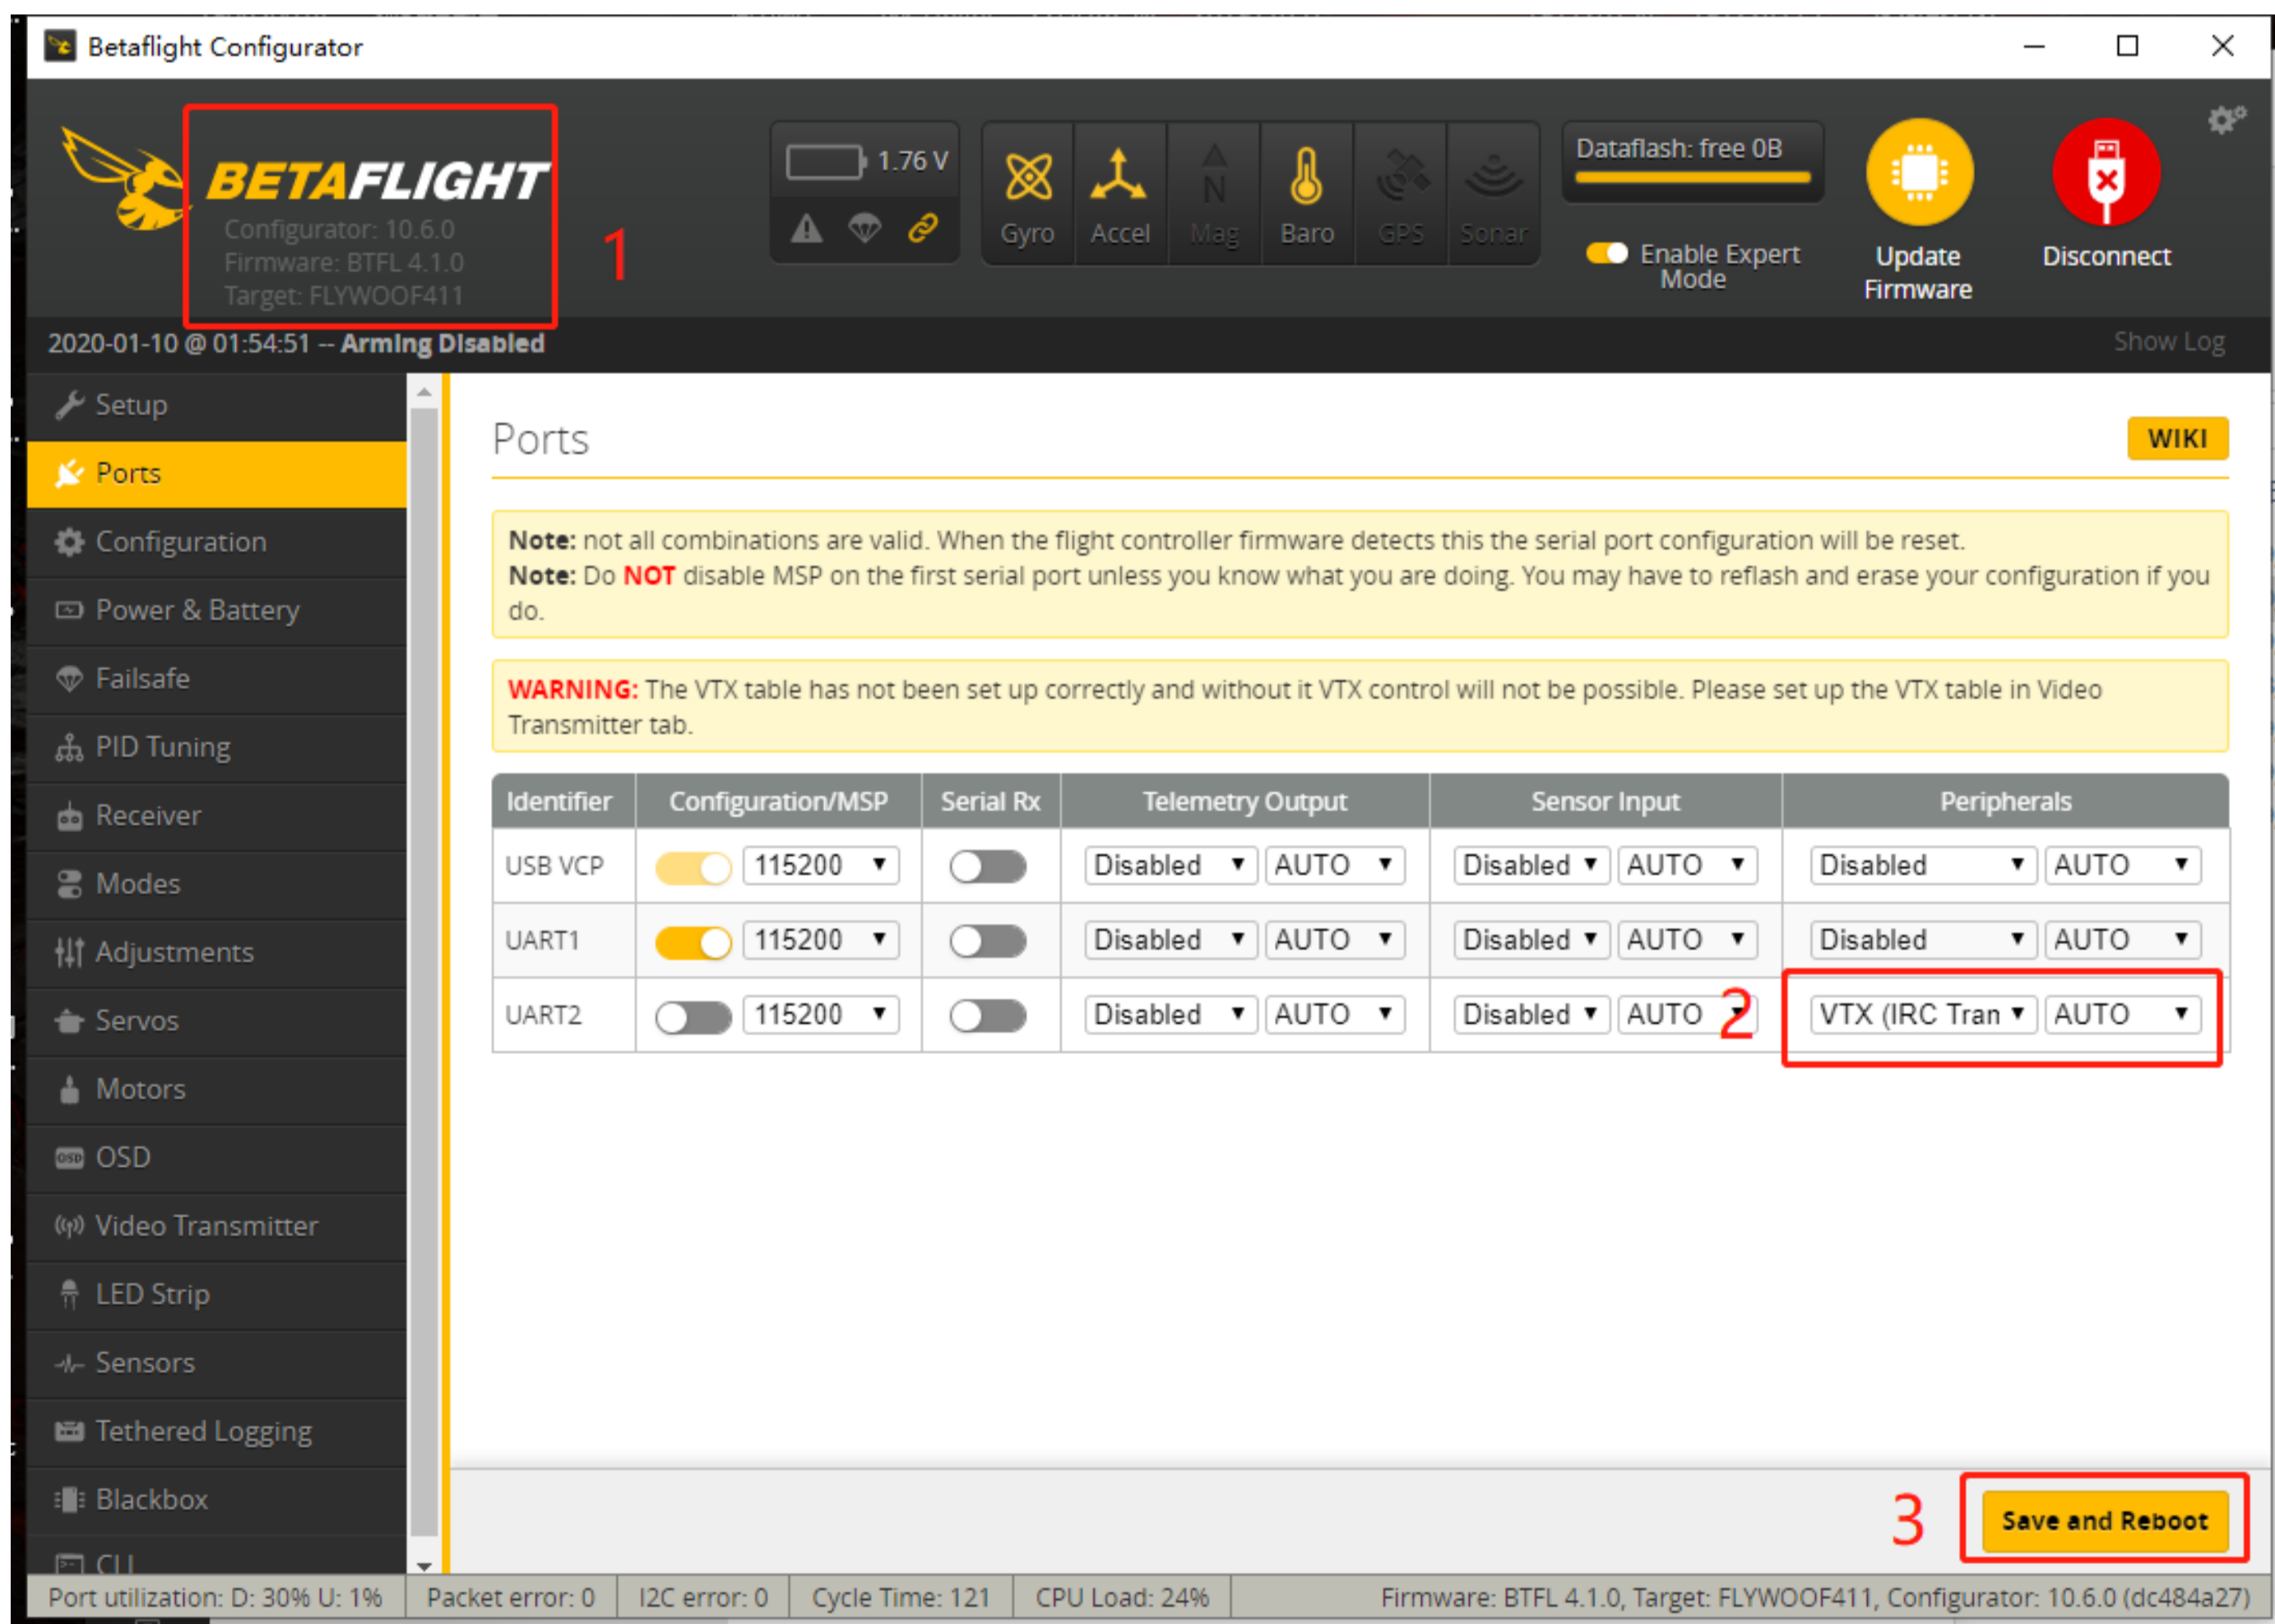 Betaflight Configurator
BETAFLIGHT
Configurator: 10.6.0
Firmware: BTFL 4.1.0
Target: FLYWOOF411
1
1.76 V
Gyro
Accel
N
Mag
Baro
GPS
Sonar
Dataflash: free 0B
Enable Expert
Mode
Update
Firmware
Disconnect
2020-01-10 @ 01:54:51 -- Arming Disabled
Show Log
Setup
Ports
Configuration
Power & Battery
Failsafe
PID Tuning
Receiver
Modes
Adjustments
Servos
Motors
OSD
OSD
Video Transmitter
LED Strip
Sensors
Tethered Logging
Blackbox
CLI
Ports
WIKI
Note: not all combinations are valid. When the flight controller firmware detects this the serial port configuration will be reset.
Note: Do NOT disable MSP on the first serial port unless you know what you are doing. You may have to reflash and erase your configuration if you
do.
WARNING: The VTX table has not been set up correctly and without it VTX control will not be possible. Please set up the VTX table in Video
Transmitter tab.
Identifier Configuration/MSP Serial Rx Telemetry Output Sensor Input Peripherals
USB VCP 115200 Disabled AUTO Disabled AUTO Disabled AUTO
UART1 115200 Disabled AUTO Disabled AUTO Disabled AUTO
UART2 115200 Disabled AUTO Disabled AUTO 2 VTX (IRC Tran AUTO
3
Save and Reboot
Port utilization: D: 30% U: 1% Packet error: 0 I2C error: 0 Cycle Time: 121 CPU Load: 24% Firmware: BTFL 4.1.0, Target: FLYWOOF411, Configurator: 10.6.0 (dc484a27)